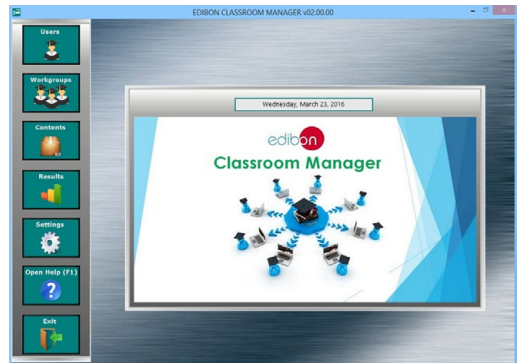 EDIBON CLASSROOM MANAGER v02.00.00
Users
Workgroups
Contents
Results
Settings
Open Help (F1)
?
Exit
Wednesday, March 23, 2016
edibon
Classroom Manager